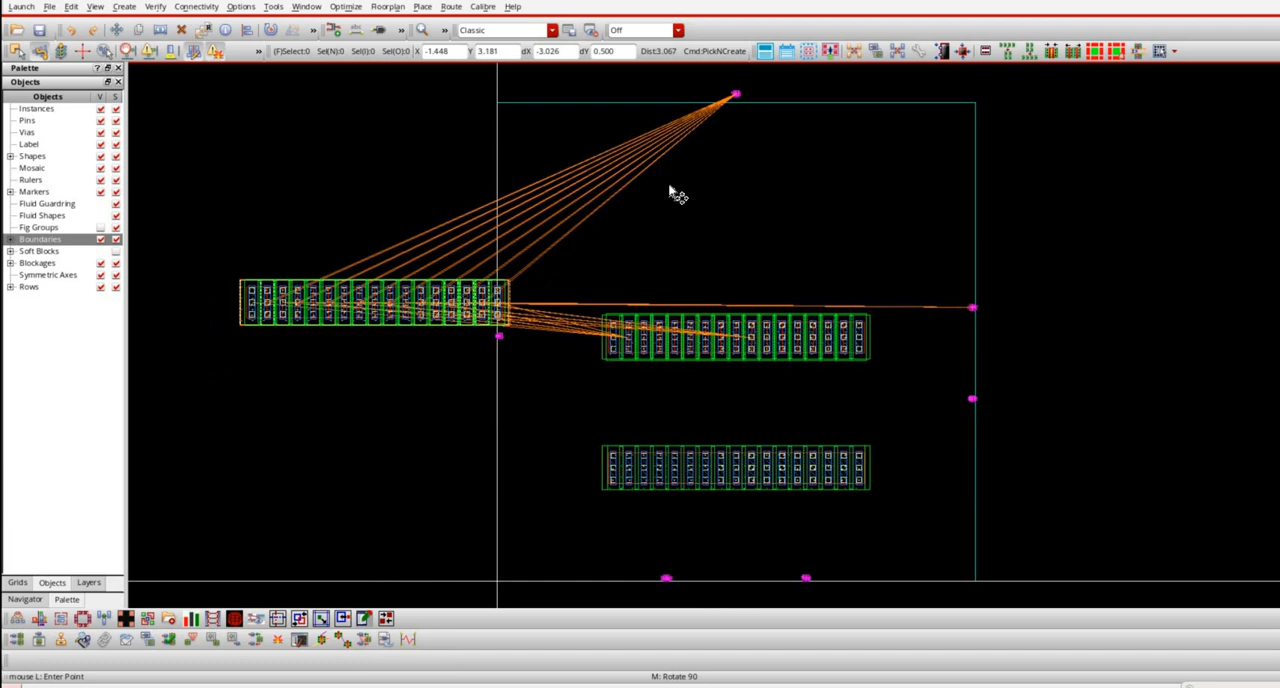 Launch File Edit View Create Verify Connectivity Options Tools Window Optimize Floorplan Place Route Calibre Help
» » » Classic Off
» (F)Select:0 Sel(N):0 Sel(I):0 Sel(O):0 X -1.448 Y 3.181 dX -3.026 dY 0.500 Dist:3.067 Cmd:PickNCreate
Palette
Objects
Objects V S
Instances
Pins
Vias
Label
Shapes
Mosaic
Rulers
Markers
Fluid Guardring
Fluid Shapes
Fig Groups
Boundaries
Soft Blocks
Blockages
Symmetric Axes
Rows
Grids Objects Layers
Navigator Palette
mouse L: Enter Point M: Rotate 90